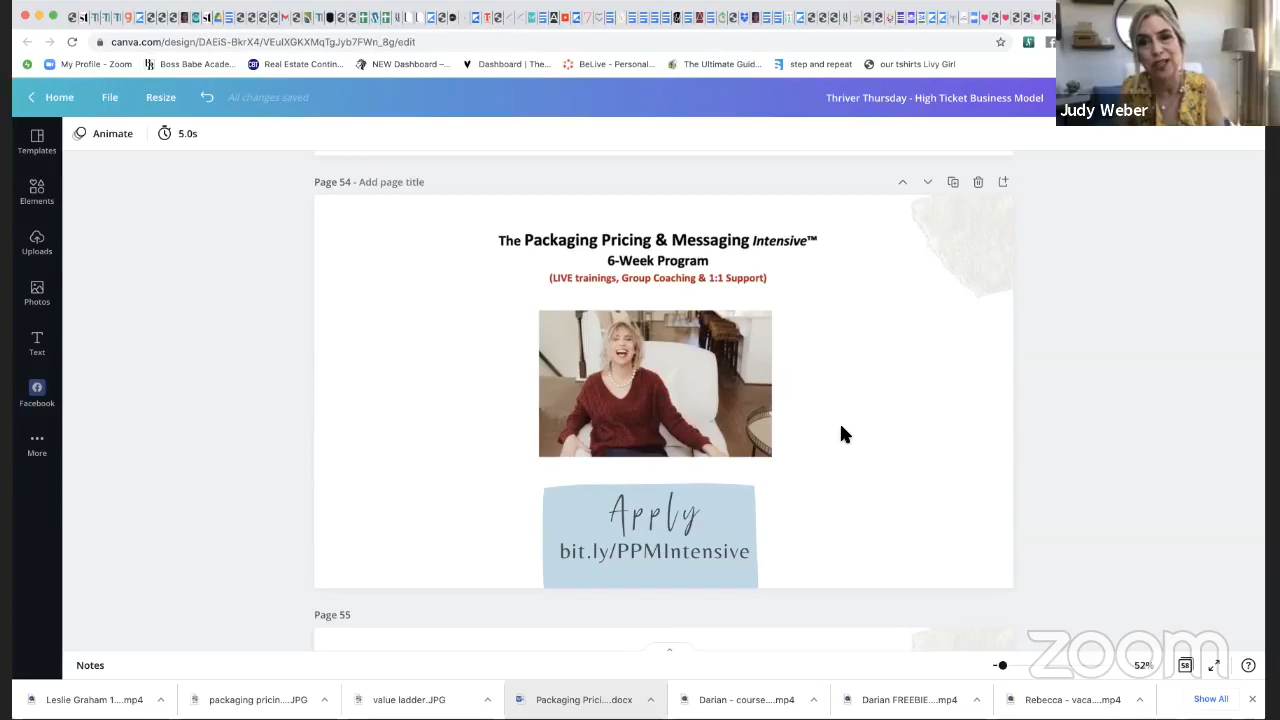 canva.com/design/DAEiS-BkrX4/VEuIXGKXMqTgJybZPWn_8g/edit
My Profile - Zoom
Boss Babe Acade...
Real Estate Contin...
NEW Dashboard –...
Dashboard | The...
BeLive - Personal...
The Ultimate Guid...
step and repeat
our tshirts Livy Girl
Judy Weber
Home
File
Resize
All changes saved
Thriver Thursday - High Ticket Business Model
Animate
5.0s
Templates
Elements
Uploads
Photos
Text
Facebook
More
Page 54 - Add page title
The Packaging Pricing & Messaging Intensive™
6-Week Program
(LIVE trainings, Group Coaching & 1:1 Support)
Apply
bit.ly/PPMIntensive
Page 55
Notes
52%
58
zoom
Leslie Graham 1....mp4
packaging pricin....JPG
value ladder.JPG
Packaging Prici....docx
Darian - course....mp4
Darian FREEBIE....mp4
Rebecca - vaca....mp4
Show All